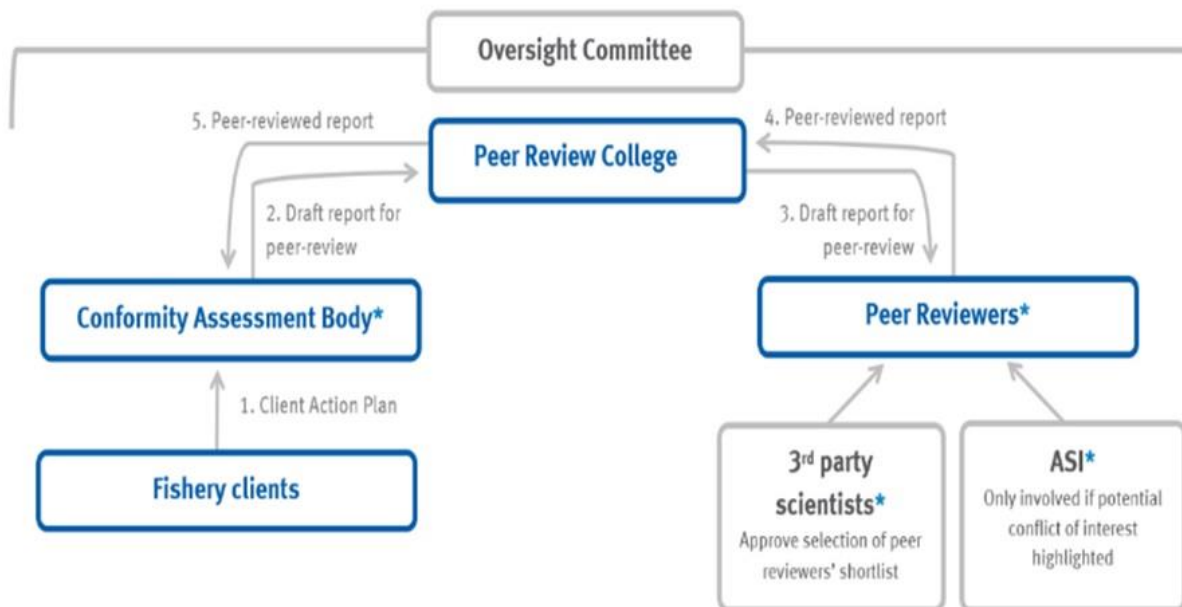 Oversight Committee
5. Peer-reviewed report
4. Peer-reviewed report
Peer Review College
2. Draft report for
peer-review
3. Draft report for
peer-review
Conformity Assessment Body*
Peer Reviewers*
1. Client Action Plan
Fishery clients
3rd party
scientists*
Approve selection of peer
reviewers' shortlist
ASI*
Only involved if potential
conflict of interest
highlighted